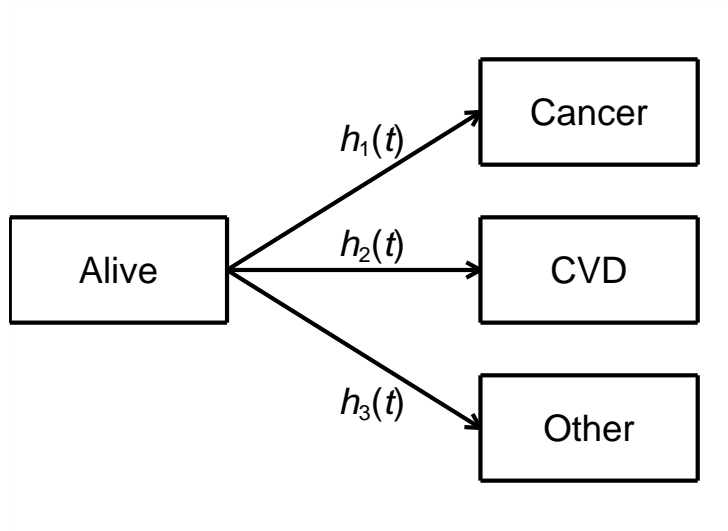 Cancer
h₁(t)
Alive
h₂(t)
CVD
h₃(t)
Other